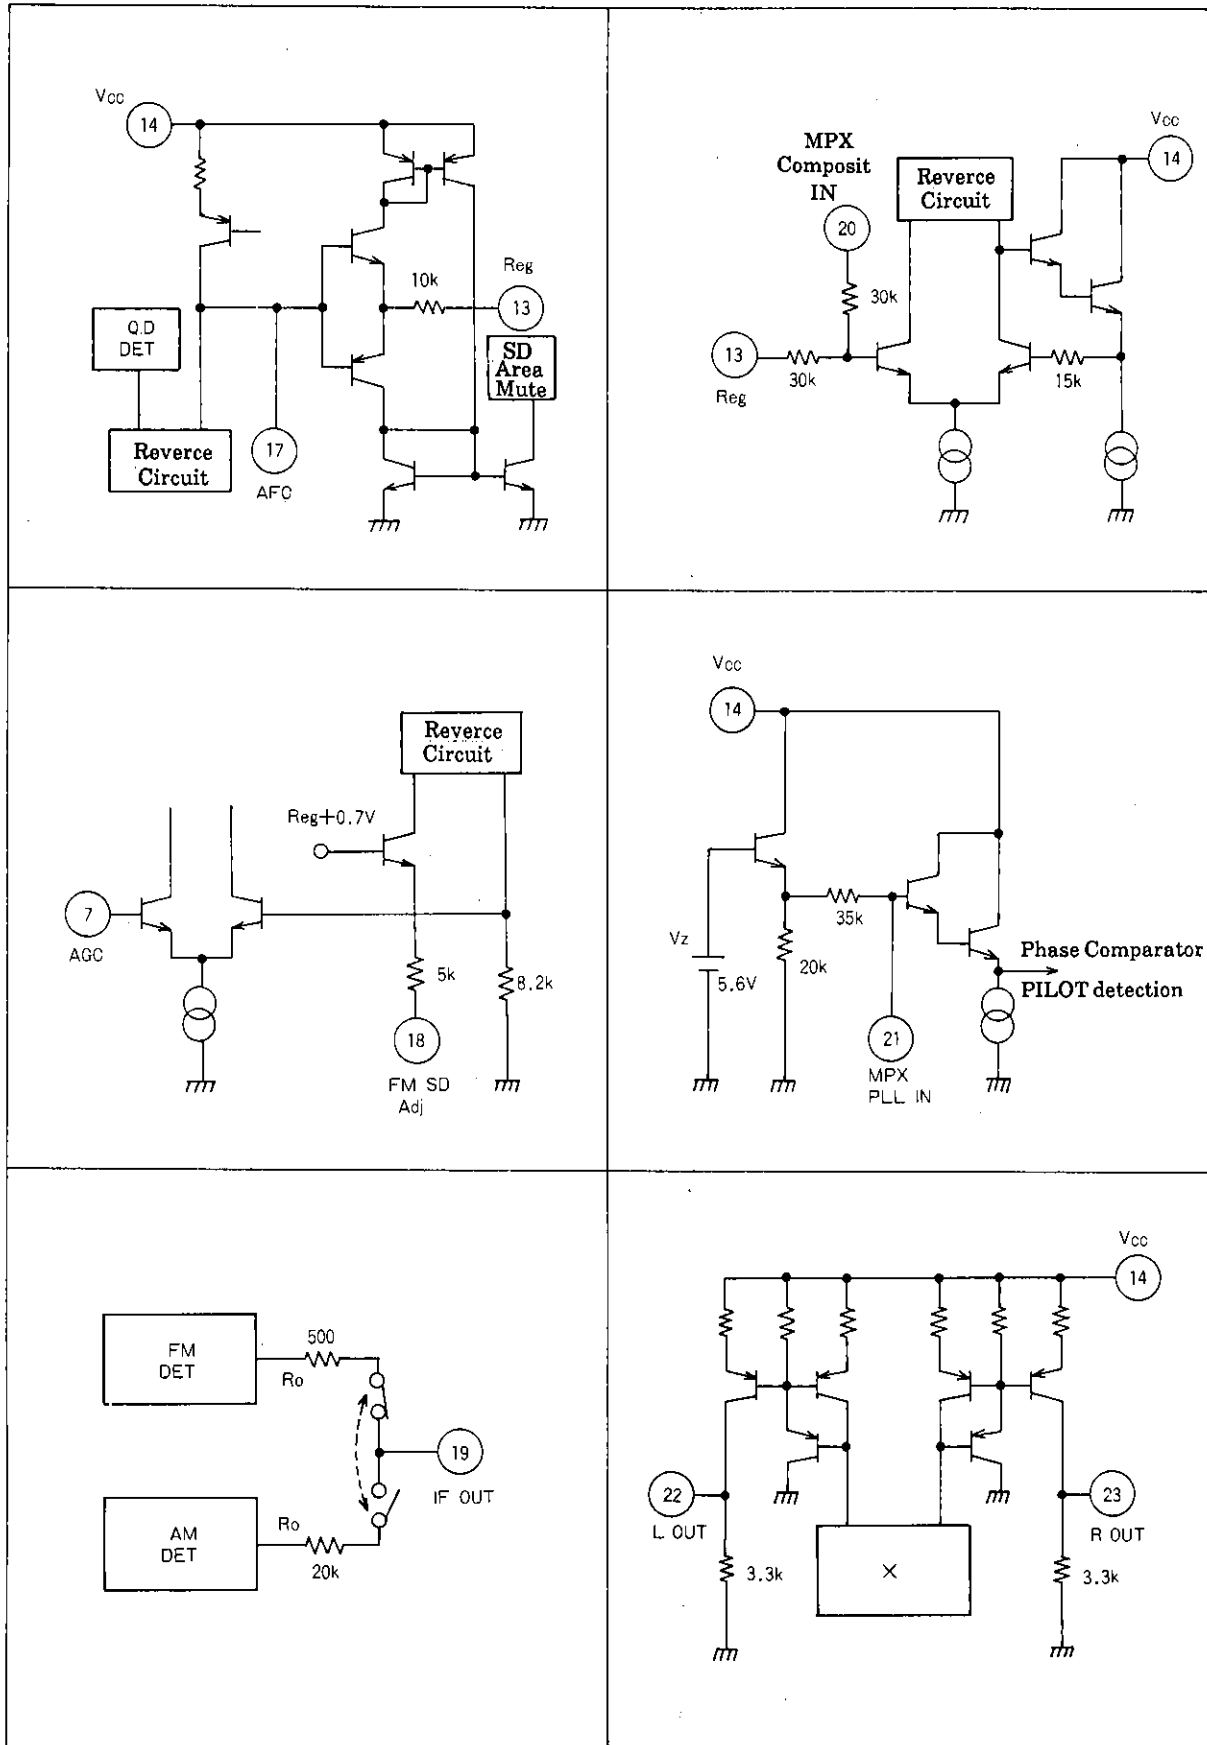 Vcc
14
10k
Reg
13
Q.D
DET
SD
Area
Mute
Reverce
Circuit
17
AFC
MPX
Composit
IN
20
Reverce
Circuit
Vcc
14
30k
13
Reg
30k
15k
Reverce
Circuit
Reg+0.7V
7
AGC
5k
8.2k
18
FM SD
Adj
Vcc
14
35k
Vz
5.6V
20k
Phase Comparator
PILOT detection
21
MPX
PLL IN
FM
DET
500
Ro
19
IF OUT
AM
DET
Ro
20k
Vcc
14
22
L OUT
23
R OUT
3.3k
×
3.3k